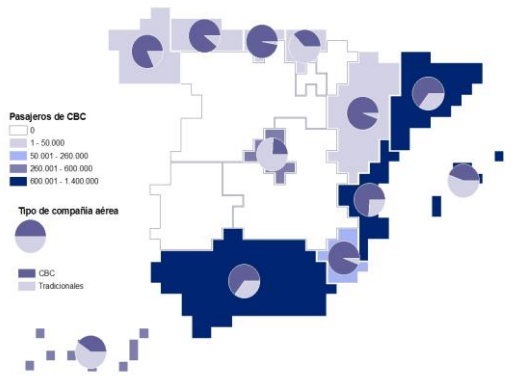 Pasajeros de CBC
0
1 - 50.000
50.001 - 260.000
260.001 - 600.000
600.001 - 1.400.000
Tipo de compañia aérea
CBC
Tradicionales